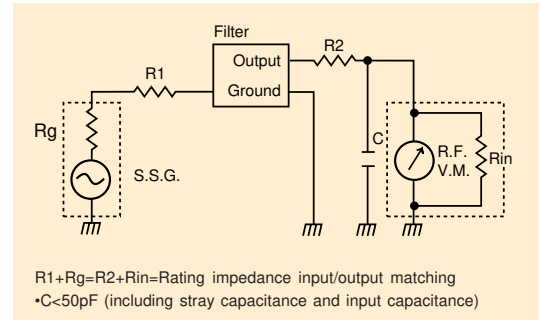 Filter
R2
Output
R1
Ground
Rg
C
R.F.
V.M.
Rin
S.S.G.
R1+Rg=R2+Rin=Rating impedance input/output matching
•C<50pF (including stray capacitance and input capacitance)